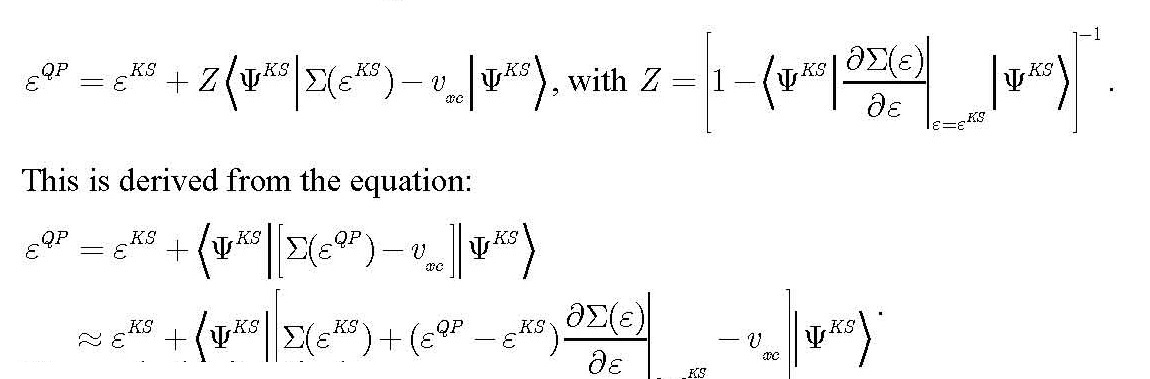 ε^{QP} = ε^{KS} + Z⟨Ψ^{KS}|Σ(ε^{KS}) − v_{xc}|Ψ^{KS}⟩, with Z = [1 − ⟨Ψ^{KS}|∂Σ(ε)/∂ε|_{ε=ε^{KS}}|Ψ^{KS}⟩]^{−1}.
This is derived from the equation:
ε^{QP} = ε^{KS} + ⟨Ψ^{KS}|[Σ(ε^{QP}) − v_{xc}]|Ψ^{KS}⟩
≈ ε^{KS} + ⟨Ψ^{KS}|[Σ(ε^{KS}) + (ε^{QP} − ε^{KS})∂Σ(ε)/∂ε|_{^{KS}} − v_{xc}]|Ψ^{KS}⟩.